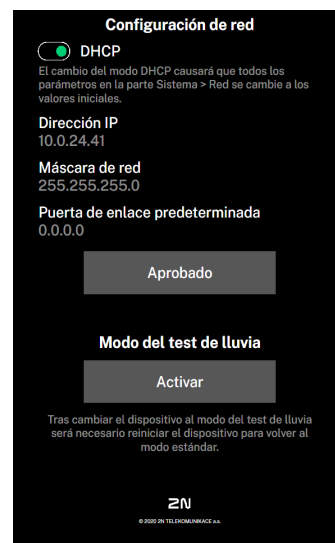 Configuración de red
DHCP
El cambio del modo DHCP causará que todos los
parámetros en la parte Sistema > Red se cambie a los
valores iniciales.
Dirección IP
10.0.24.41
Máscara de red
255.255.255.0
Puerta de enlace predeterminada
0.0.0.0
Aprobado
Modo del test de lluvia
Activar
Tras cambiar el dispositivo al modo del test de lluvia
será necesario reiniciar el dispositivo para volver al
modo estándar.
2N
© 2020 2N TELEKOMUNIKACE a.s.